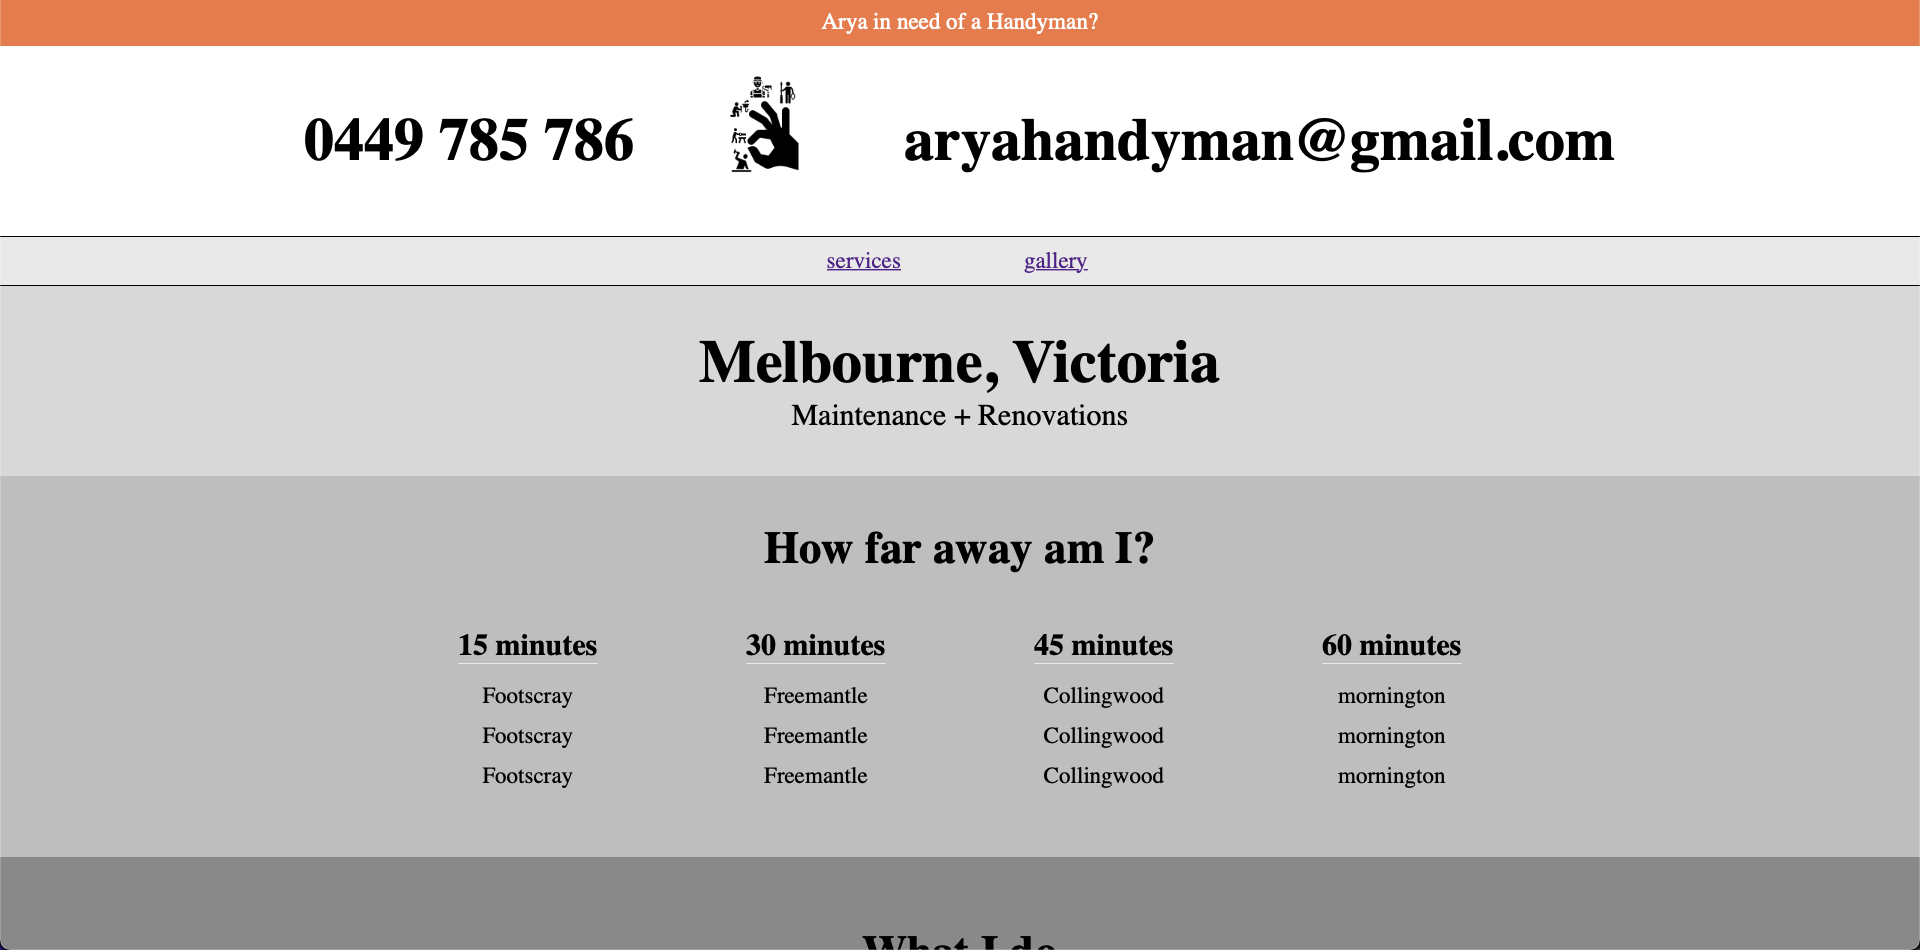 Arya in need of a Handyman?
0449 785 786 aryahandyman@gmail.com
services gallery
Melbourne, Victoria
Maintenance + Renovations
How far away am I?
15 minutes 30 minutes 45 minutes 60 minutes
Footscray Freemantle Collingwood mornington
Footscray Freemantle Collingwood mornington
Footscray Freemantle Collingwood mornington
What I do